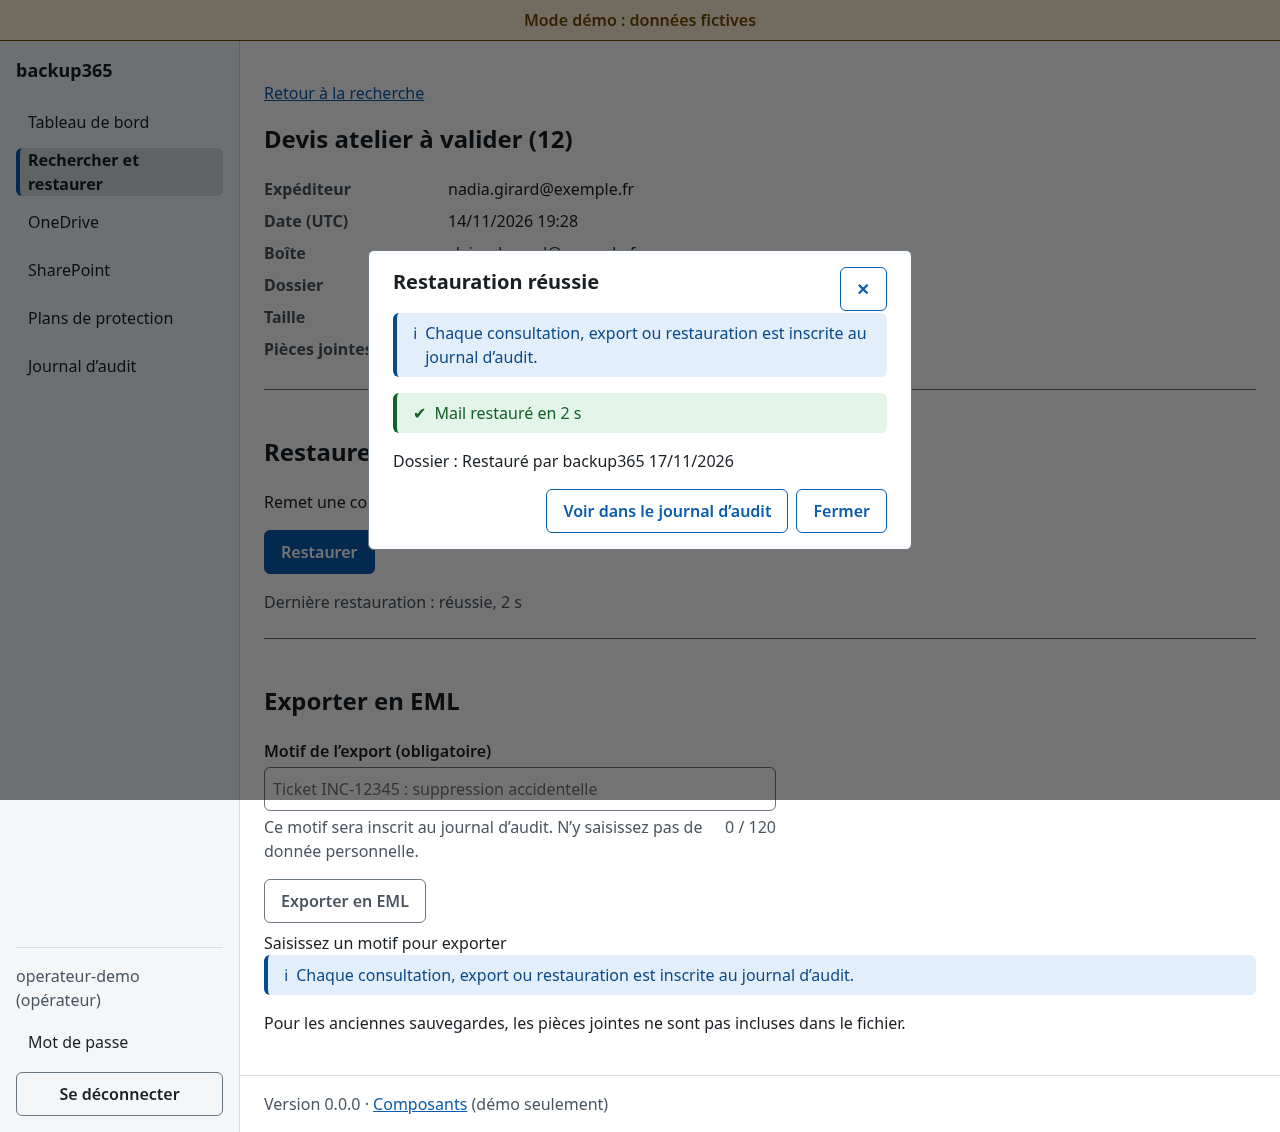 Mode démo : données fictives
backup365
Tableau de bord
Rechercher et
restaurer
OneDrive
SharePoint
Plans de protection
Journal d’audit
operateur-demo
(opérateur)
Mot de passe
Se déconnecter
Retour à la recherche
Devis atelier à valider (12)
Expéditeur nadia.girard@exemple.fr
Date (UTC) 14/11/2026 19:28
Boîte
Dossier
Taille
Pièces jointes
Restauration réussie
×
i Chaque consultation, export ou restauration est inscrite au
journal d’audit.
✔ Mail restauré en 2 s
Dossier : Restauré par backup365 17/11/2026
Voir dans le journal d’audit Fermer
Remet une co
Restaurer
Dernière restauration : réussie, 2 s
Exporter en EML
Motif de l’export (obligatoire)
Ticket INC-12345 : suppression accidentelle
Ce motif sera inscrit au journal d’audit. N’y saisissez pas de 0 / 120
donnée personnelle.
Exporter en EML
Saisissez un motif pour exporter
i Chaque consultation, export ou restauration est inscrite au journal d’audit.
Pour les anciennes sauvegardes, les pièces jointes ne sont pas incluses dans le fichier.
Version 0.0.0 · Composants (démo seulement)